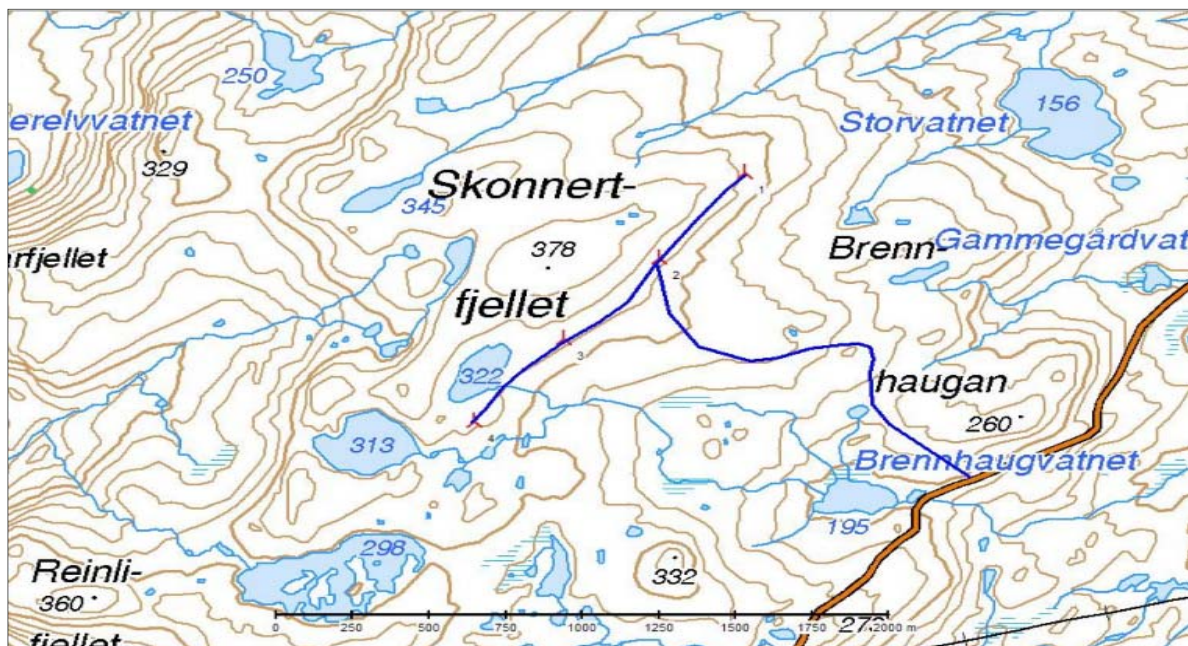 250
156
erelvvatnet
Storvatnet
329
Skonnert-
345
1
378
Brenn-
Gammegårdvat
rfjellet
2
fjellet
3
322
haugan
260
4
313
Brennhaugvatnet
195
298
332
Reinli-
360
0 250 500 750 1000 1250 1500 1750 2000 m
fjellet